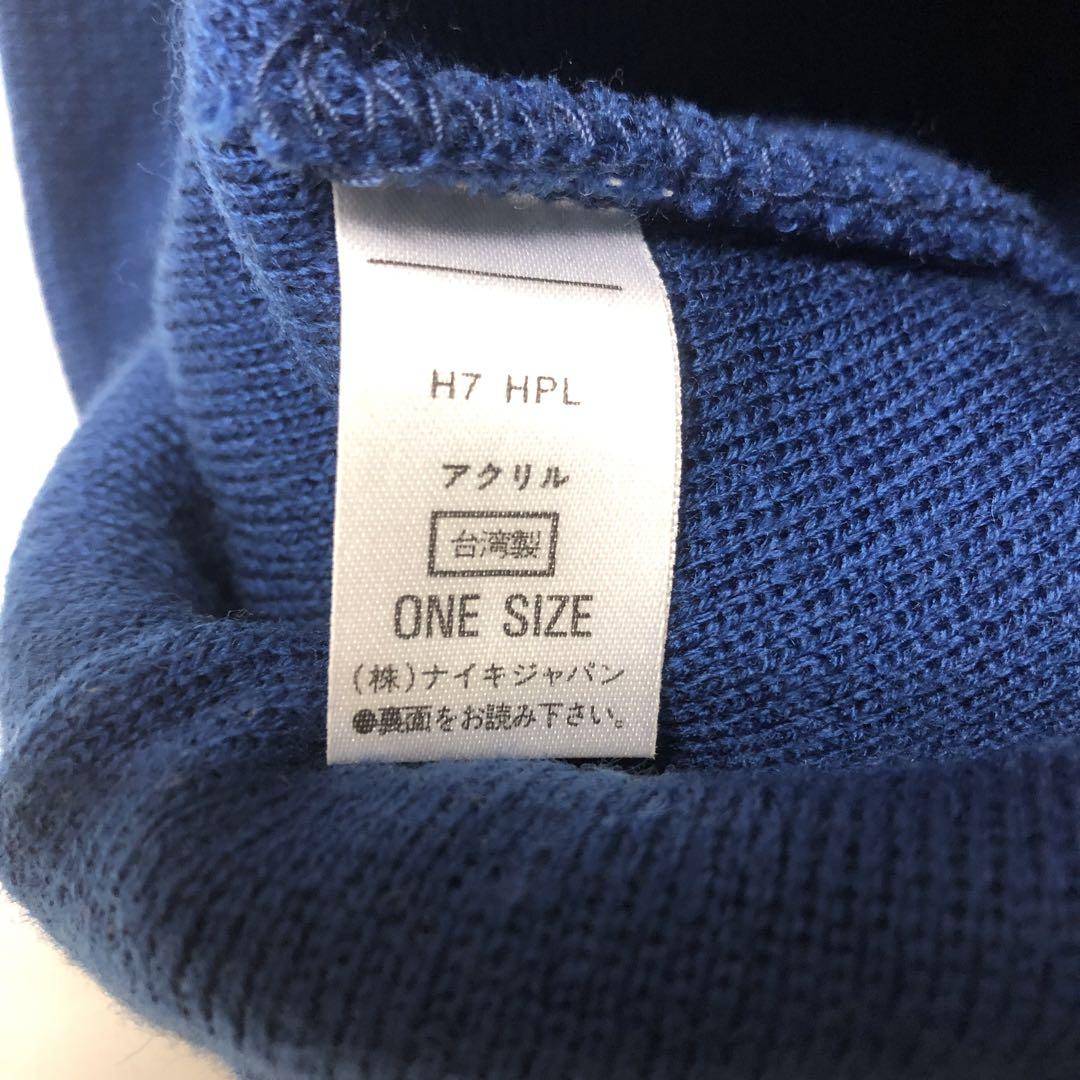 H7 HPL
アクリル
台湾製
ONE SIZE
(株)ナイキジャパン
●裏面をお読み下さい。